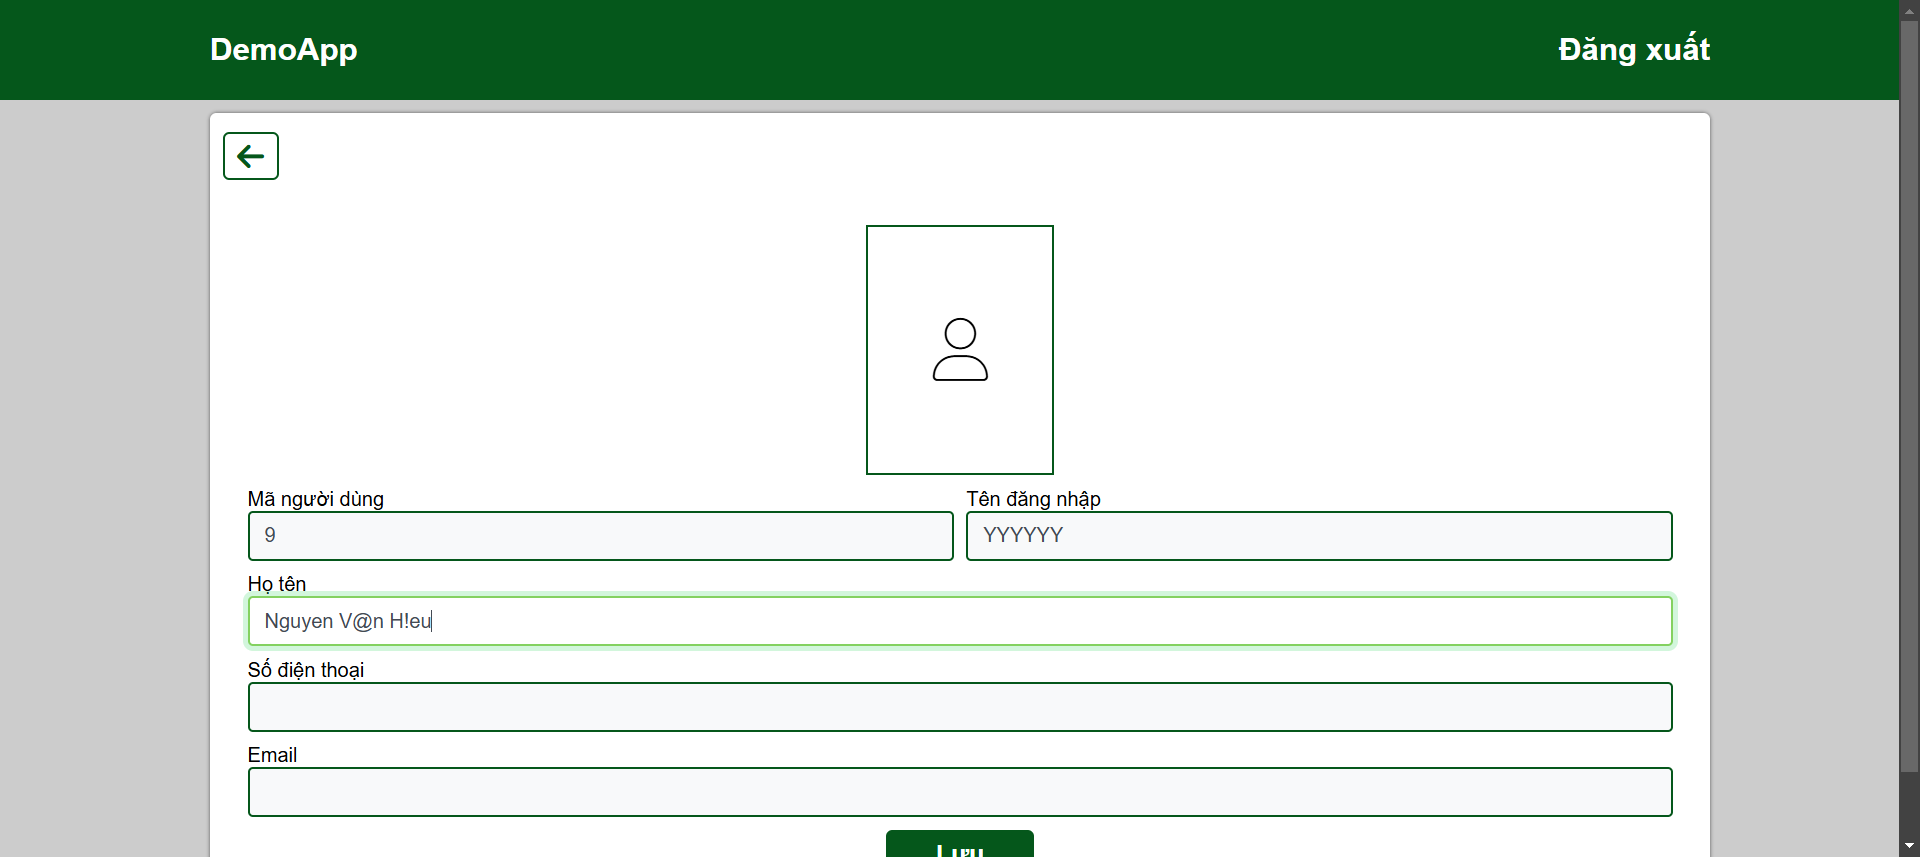 DemoApp
Đăng xuất
Mã người dùng
Tên đăng nhập
9
YYYYYY
Họ tên
Nguyen V@n H!eu
Số điện thoại
Email
Lưu